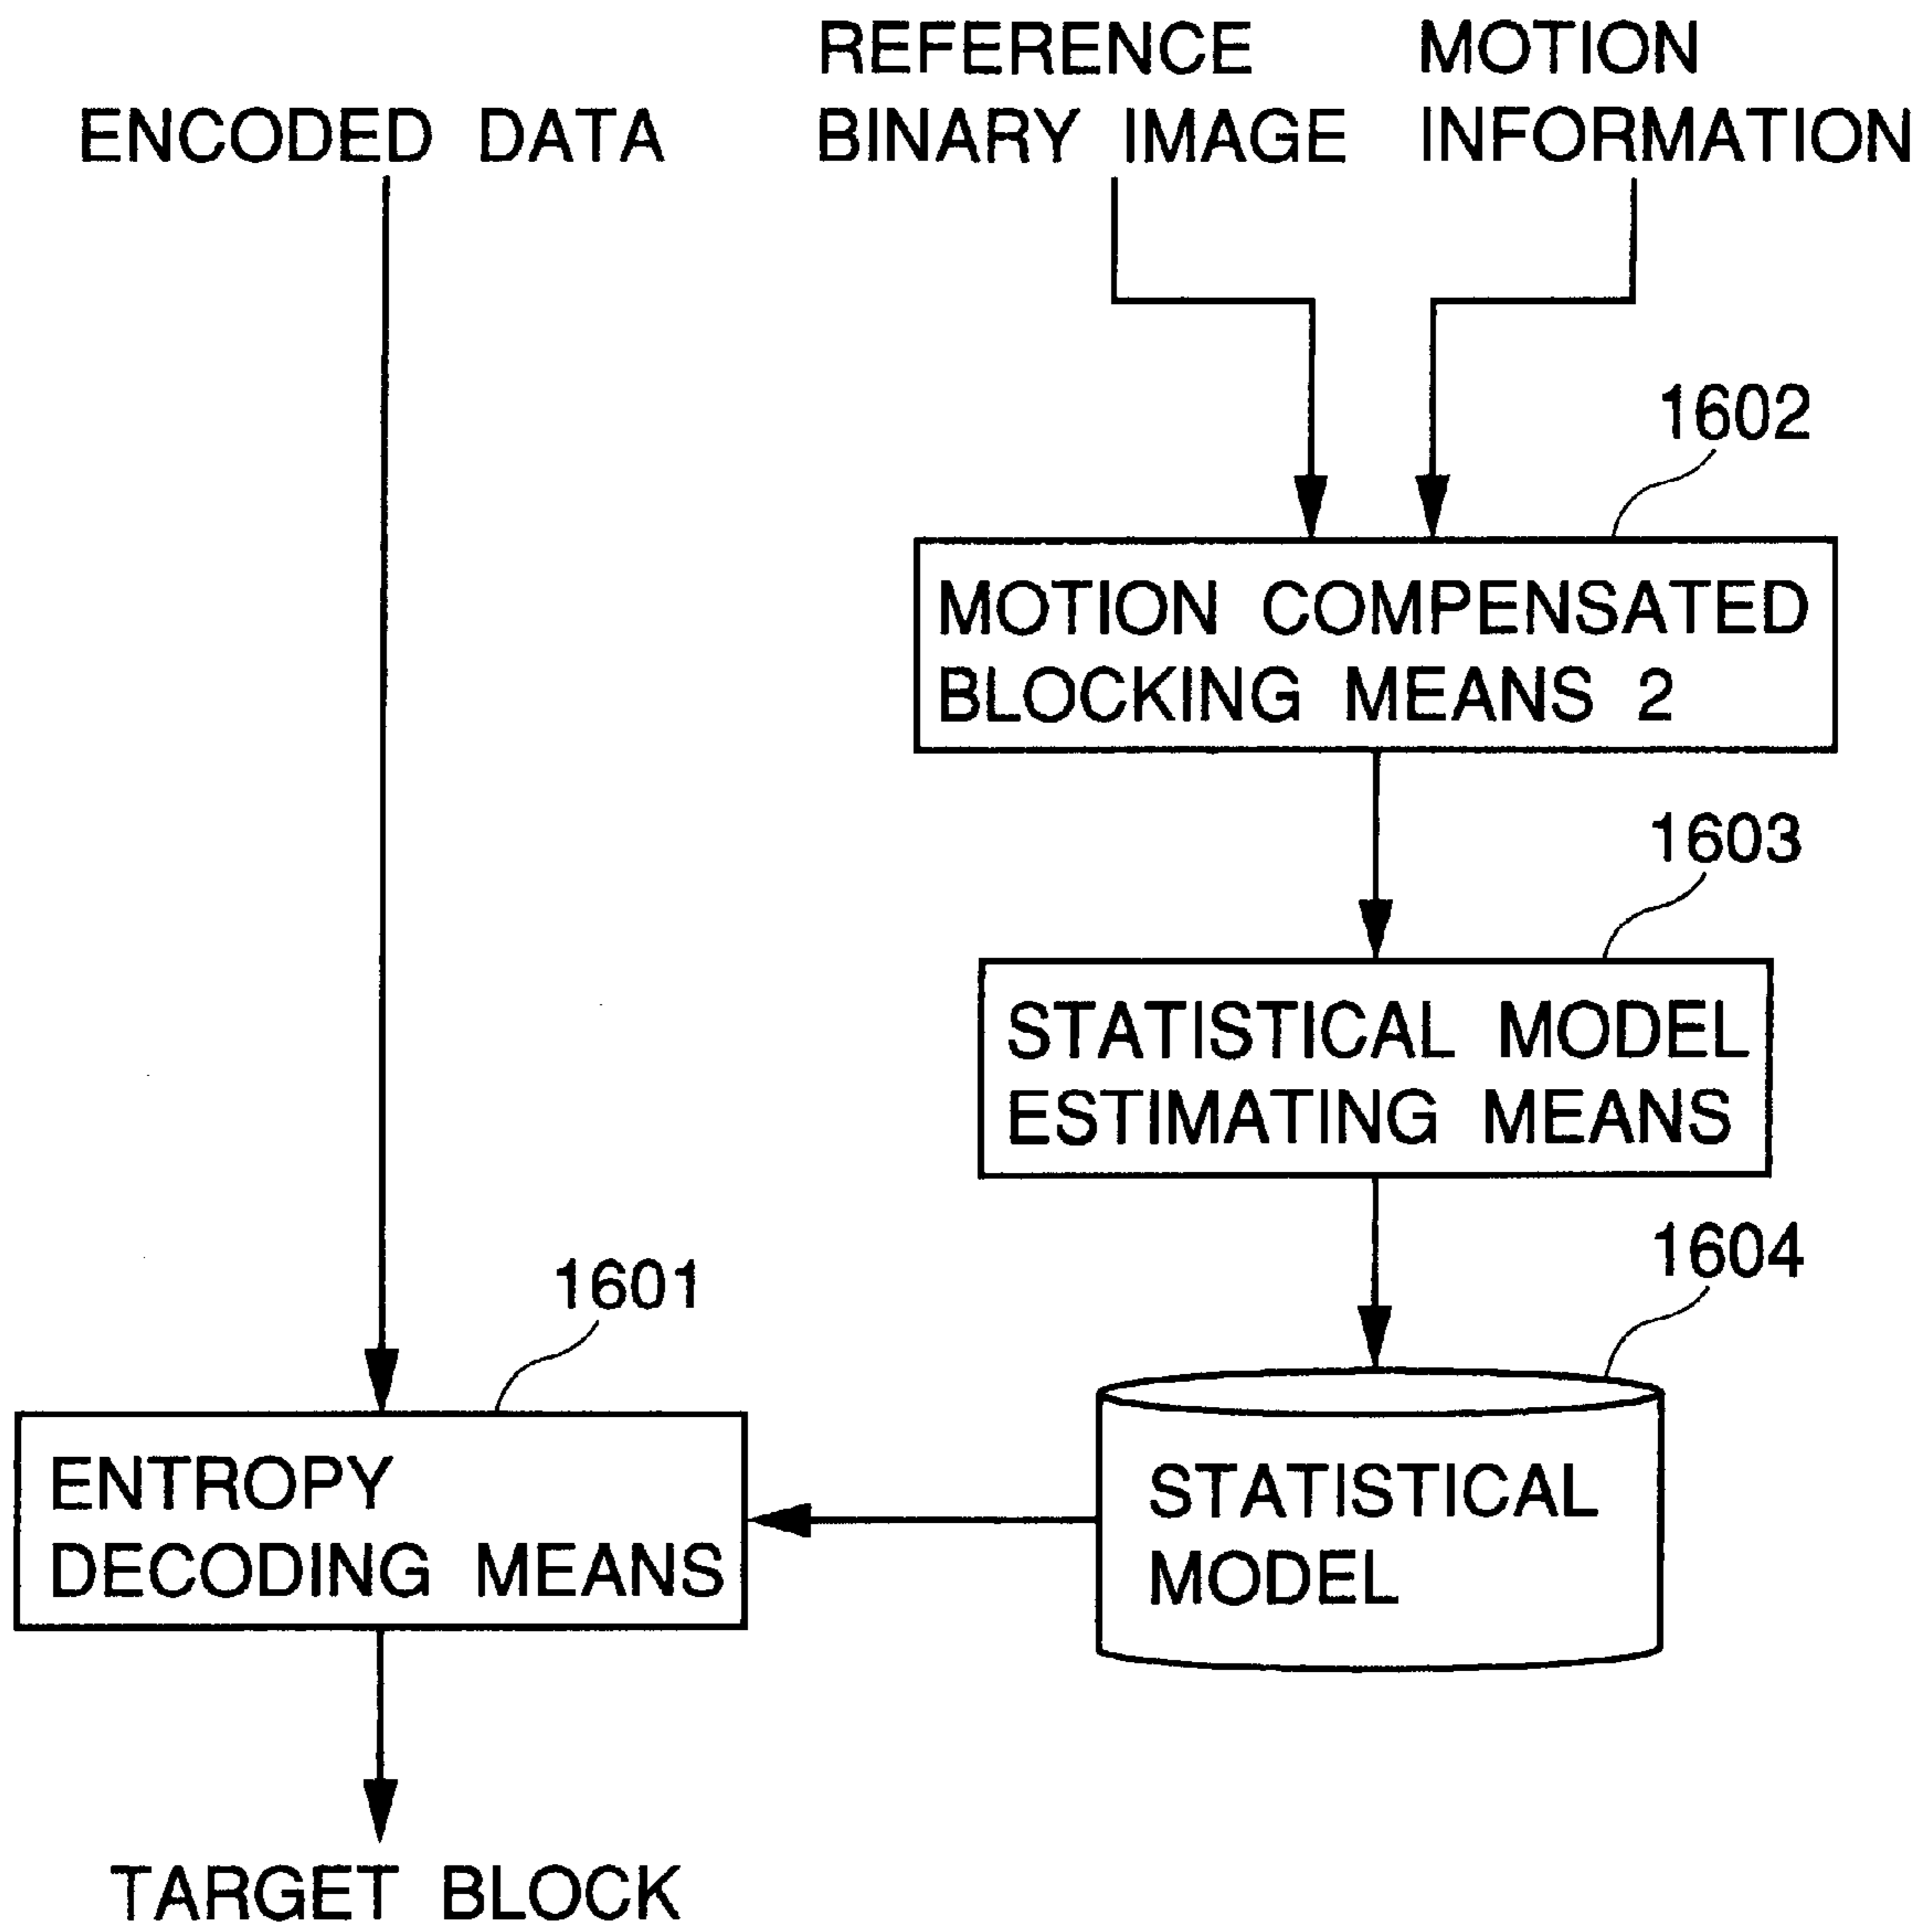 ENCODED DATA
REFERENCE
BINARY IMAGE
MOTION
INFORMATION
1602
MOTION COMPENSATED
BLOCKING MEANS 2
1603
STATISTICAL MODEL
ESTIMATING MEANS
1604
STATISTICAL
MODEL
1601
ENTROPY
DECODING MEANS
TARGET BLOCK